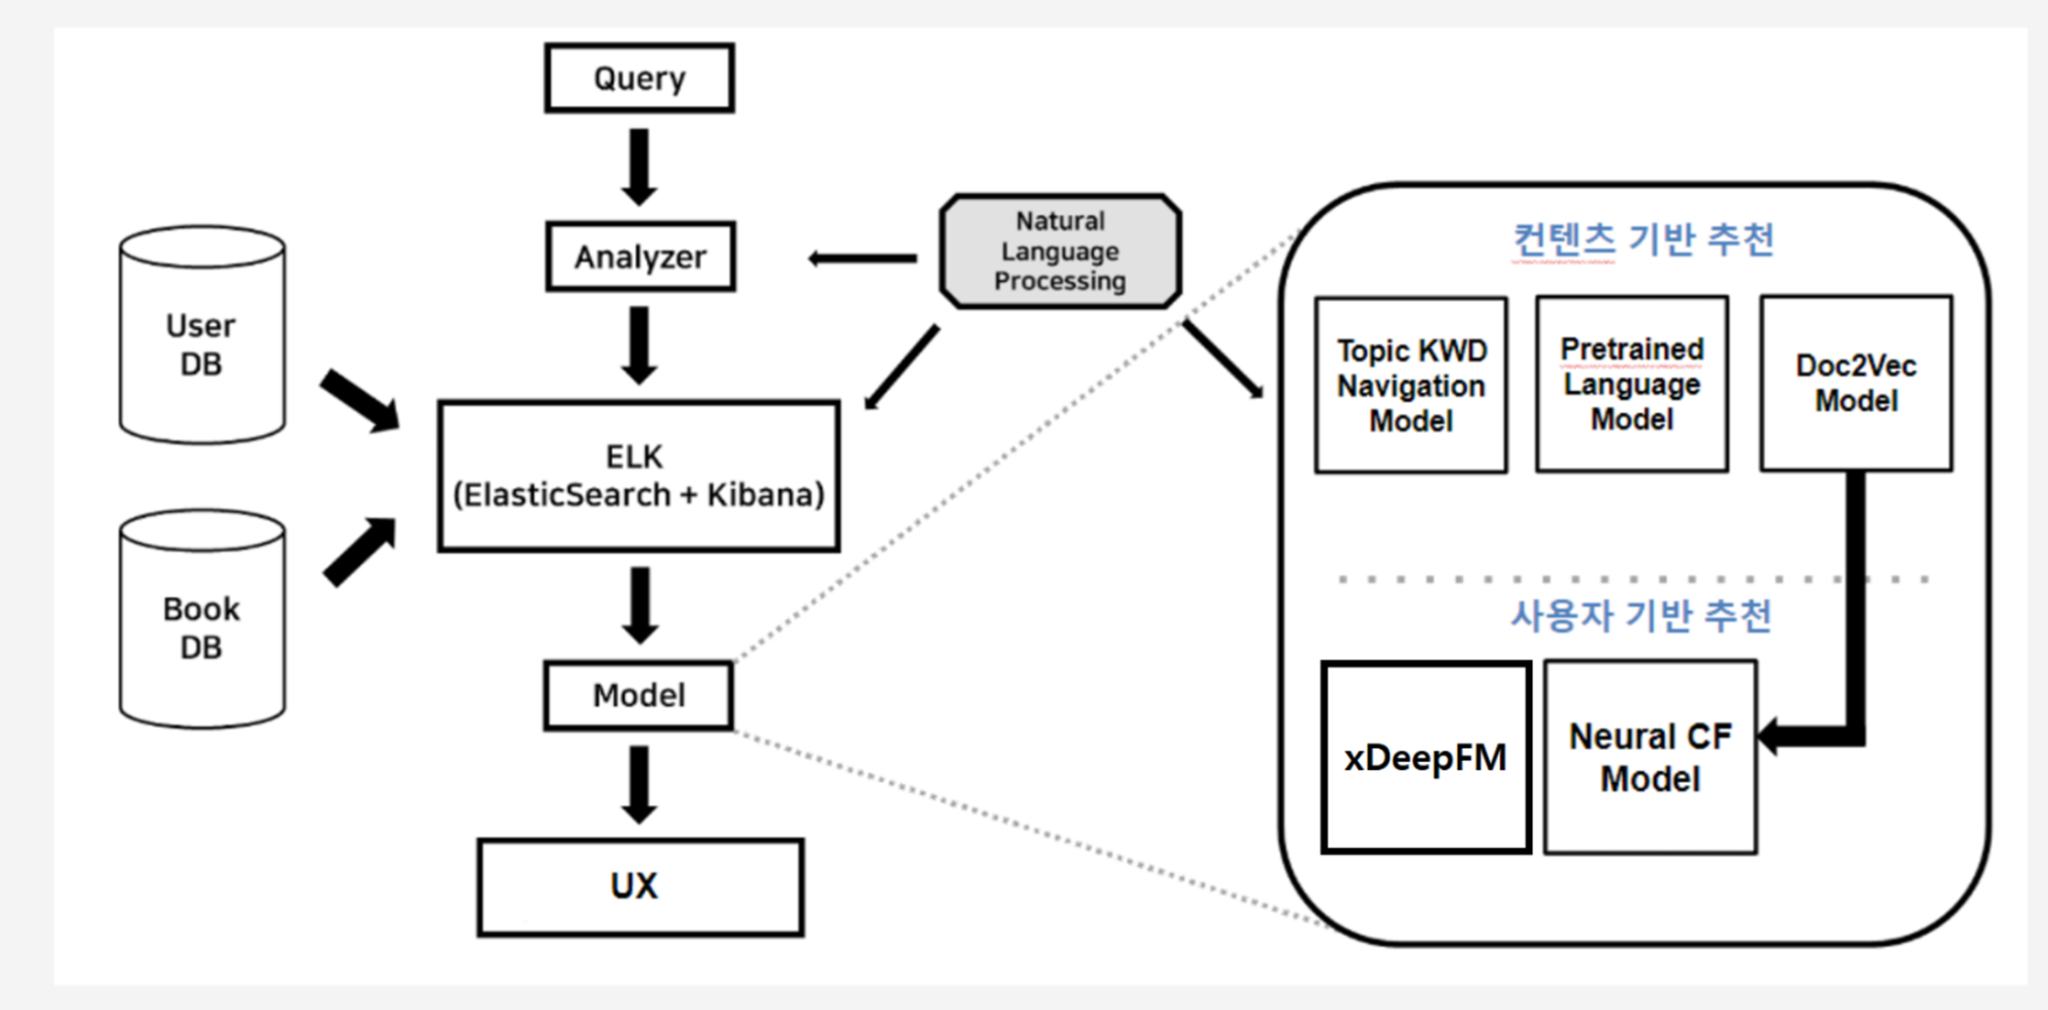 Query
Analyzer
Natural
Language
Processing
User
DB
Book
DB
ELK
(ElasticSearch + Kibana)
Model
UX
컨텐츠 기반 추천
Topic KWD
Navigation
Model
Pretrained
Language
Model
Doc2Vec
Model
사용자 기반 추천
xDeepFM
Neural CF
Model